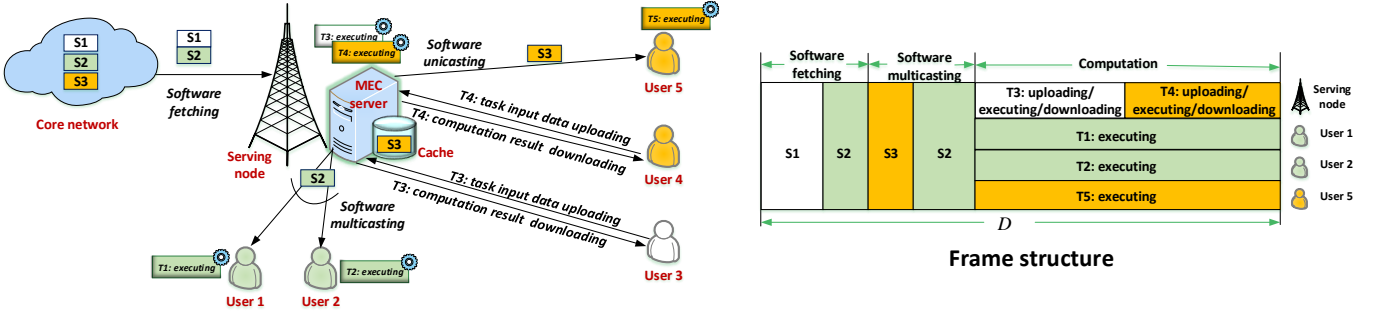 S1
S2
S3
Core network
S1
S2
Software
fetching
Serving
node
T3: executing
T4: executing
MEC
server
S3
Cache
Software
unicasting
S3
T5: executing
User 5
T4: task input data uploading
T4: computation result downloading
User 4
T3: task input data uploading
T3: computation result downloading
User 3
S2
Software
multicasting
T1: executing
User 1
T2: executing
User 2
Software
fetching
Software
multicasting
Computation
S1
S2
S3
S2
T3: uploading/
executing/downloading
T4: uploading/
executing/downloading
T1: executing
T2: executing
T5: executing
Serving
node
User 1
User 2
User 5
D
Frame structure